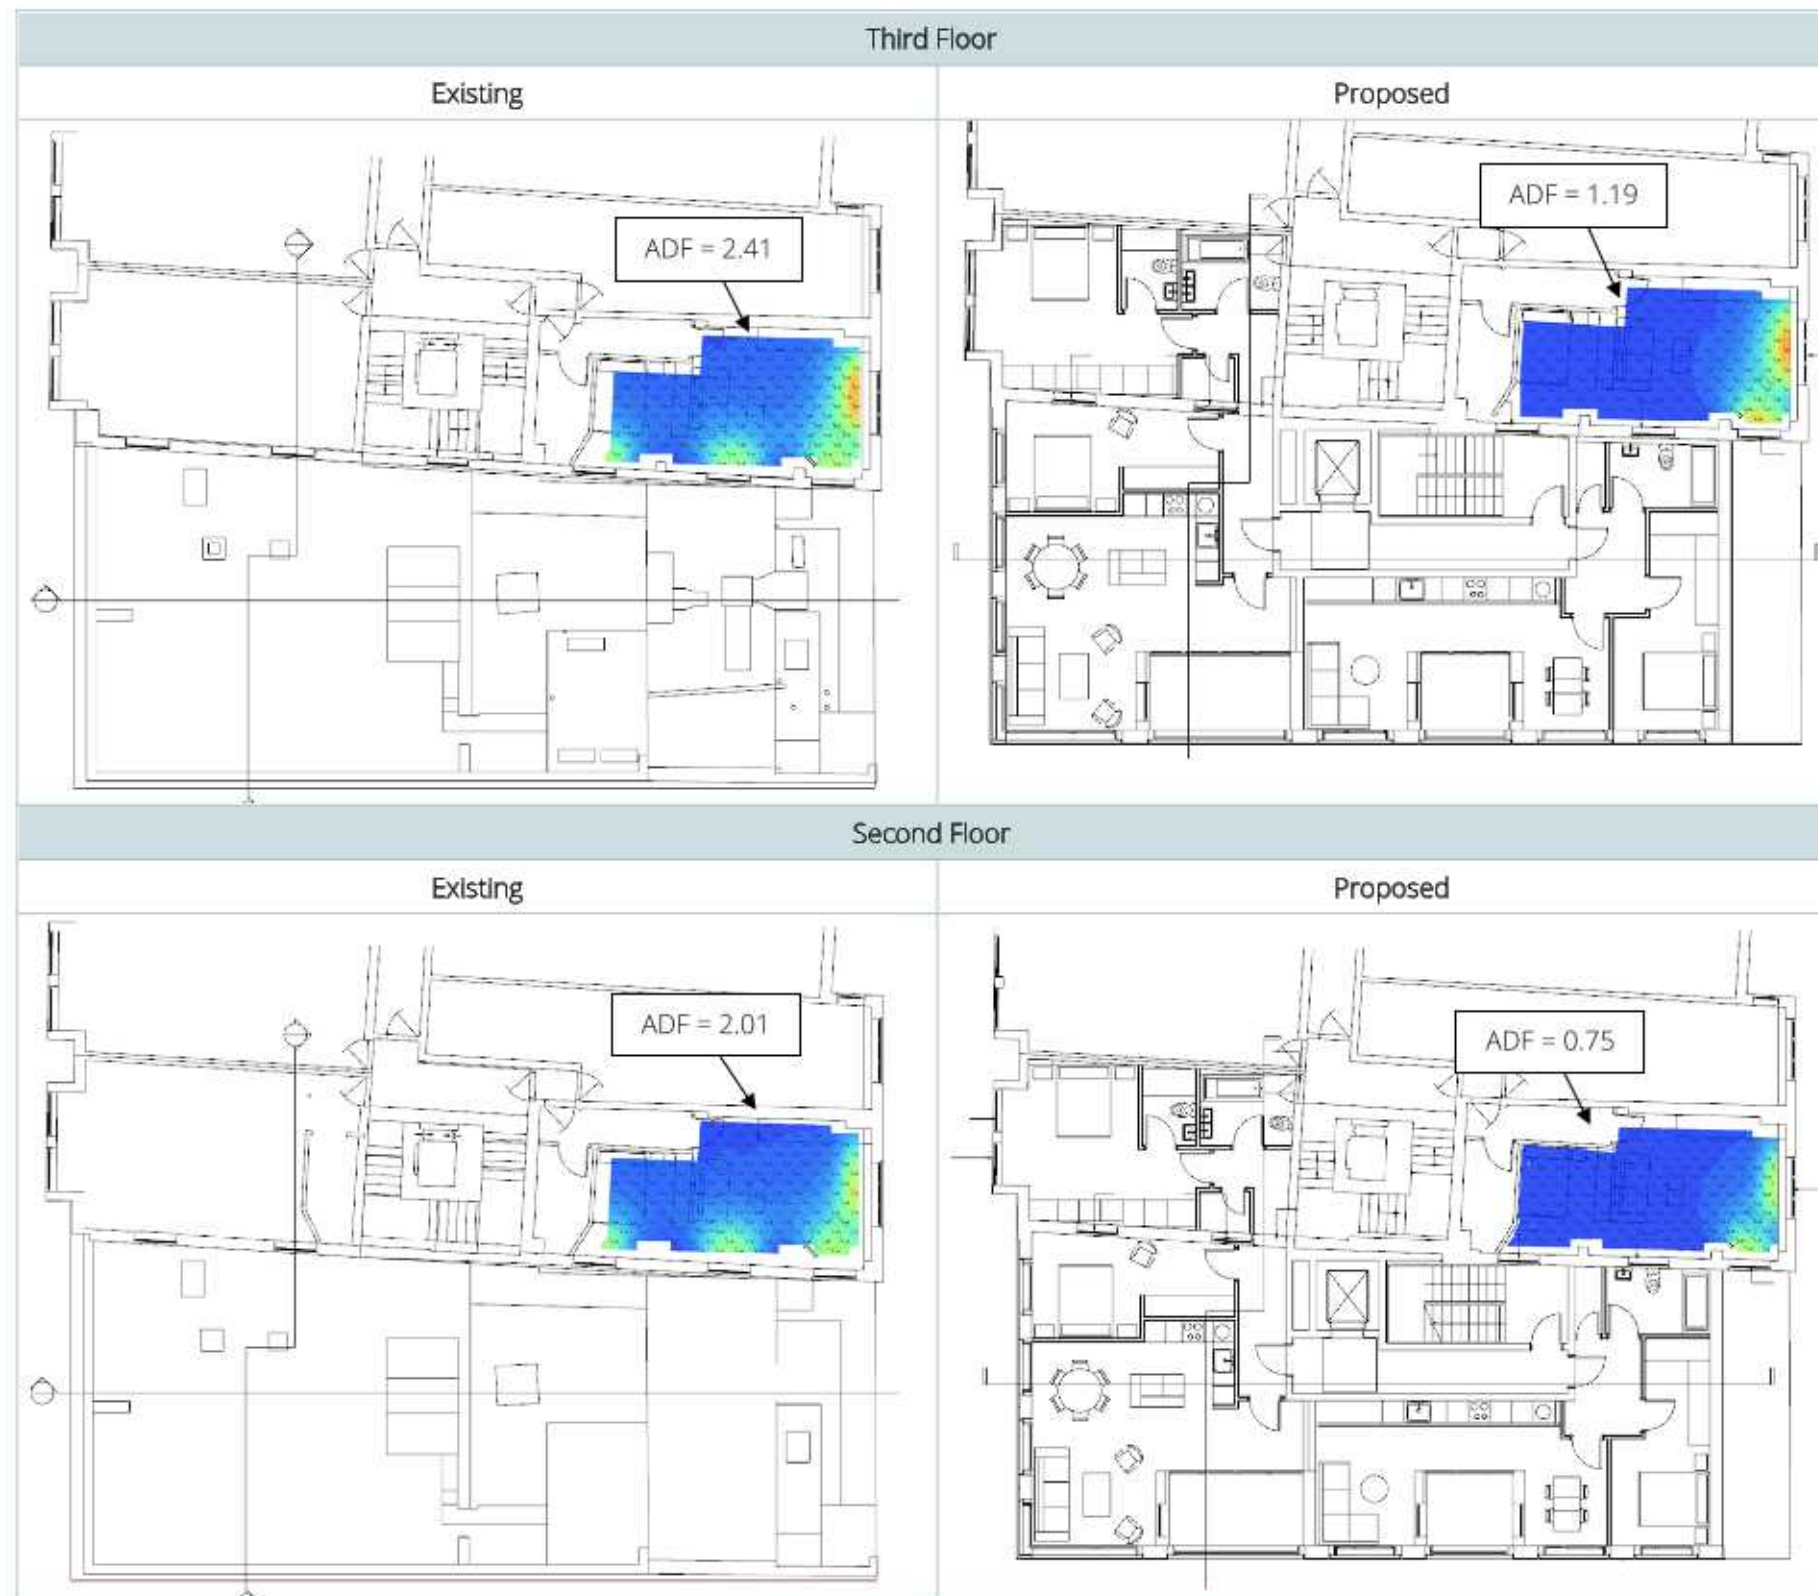 Third Floor
Existing
Proposed
ADF = 2.41
ADF = 1.19
Second Floor
Existing
Proposed
ADF = 2.01
ADF = 0.75